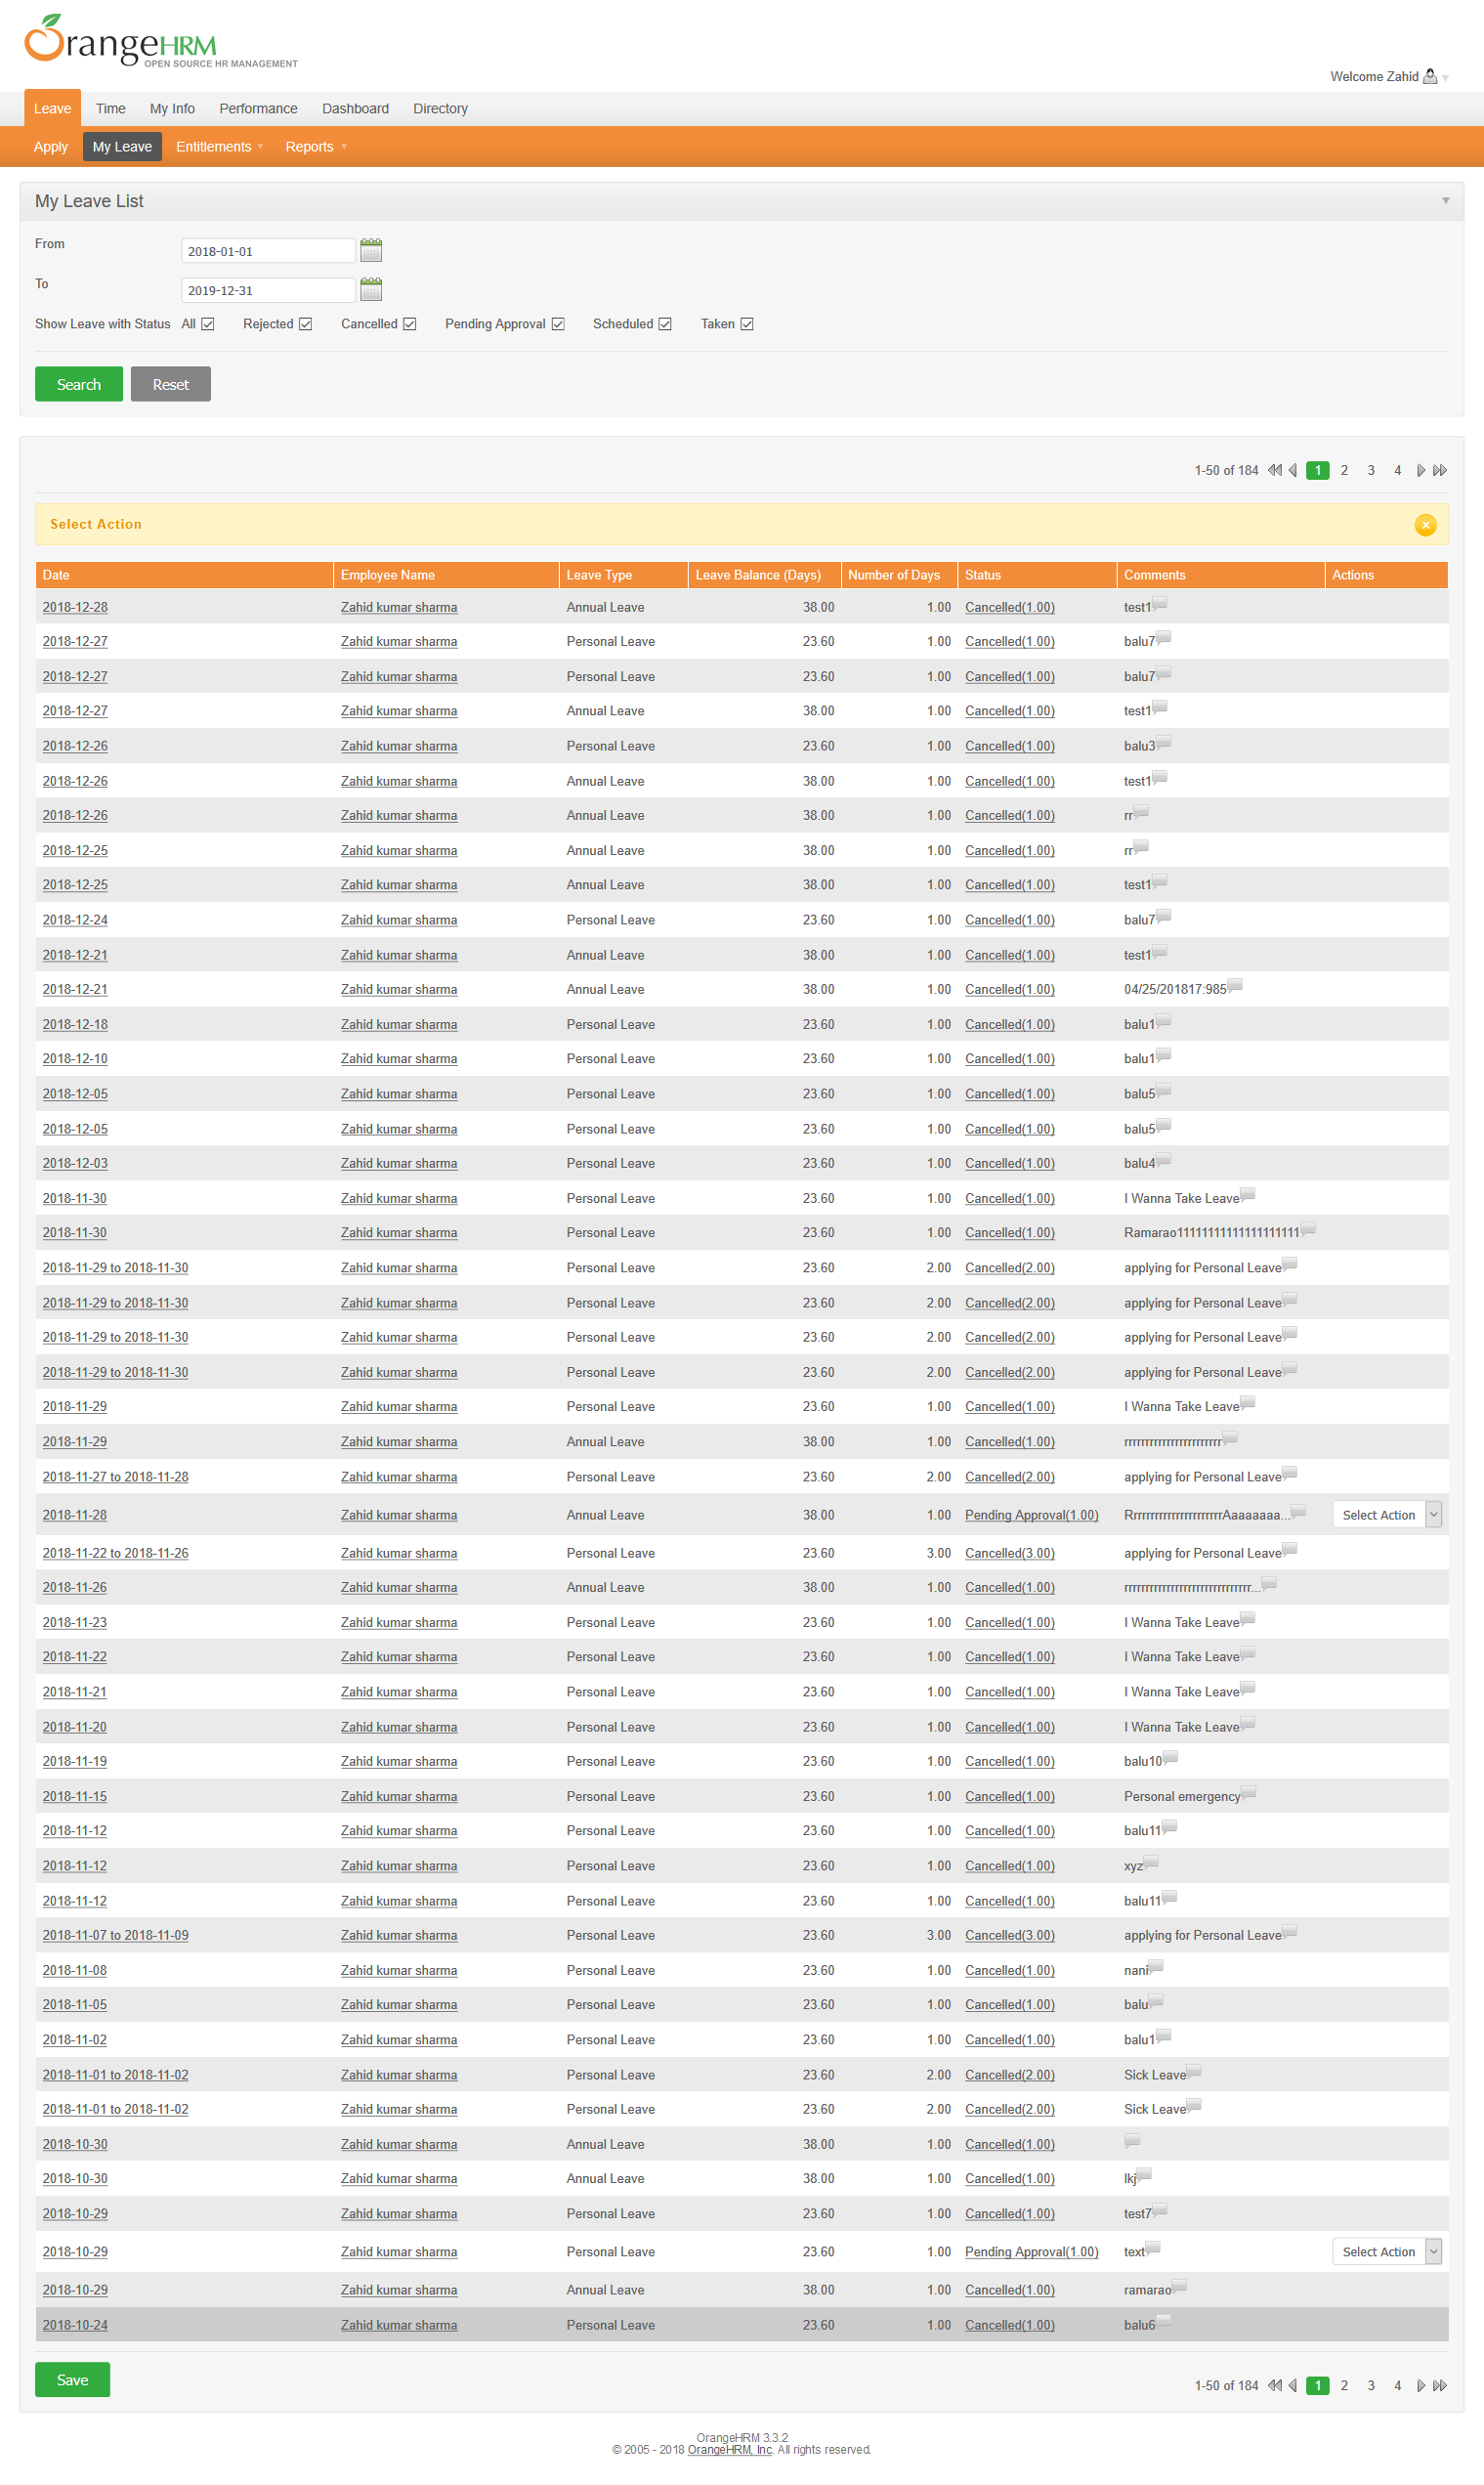 OrangeHRM
OPEN SOURCE HR MANAGEMENT
Welcome Zahid
Leave Time My Info Performance Dashboard Directory
Apply My Leave Entitlements Reports
My Leave List
From 2018-01-01
To 2019-12-31
Show Leave with Status All Rejected Cancelled Pending Approval Scheduled Taken
Search Reset
1-50 of 184 1 2 3 4
Select Action
Date Employee Name Leave Type Leave Balance (Days) Number of Days Status Comments Actions
2018-12-28 Zahid kumar sharma Annual Leave 38.00 1.00 Cancelled(1.00) test1
2018-12-27 Zahid kumar sharma Personal Leave 23.60 1.00 Cancelled(1.00) balu7
2018-12-27 Zahid kumar sharma Personal Leave 23.60 1.00 Cancelled(1.00) balu7
2018-12-27 Zahid kumar sharma Annual Leave 38.00 1.00 Cancelled(1.00) test1
2018-12-26 Zahid kumar sharma Personal Leave 23.60 1.00 Cancelled(1.00) balu3
2018-12-26 Zahid kumar sharma Annual Leave 38.00 1.00 Cancelled(1.00) test1
2018-12-26 Zahid kumar sharma Annual Leave 38.00 1.00 Cancelled(1.00) rr
2018-12-25 Zahid kumar sharma Annual Leave 38.00 1.00 Cancelled(1.00) rr
2018-12-25 Zahid kumar sharma Annual Leave 38.00 1.00 Cancelled(1.00) test1
2018-12-24 Zahid kumar sharma Personal Leave 23.60 1.00 Cancelled(1.00) balu7
2018-12-21 Zahid kumar sharma Annual Leave 38.00 1.00 Cancelled(1.00) test1
2018-12-21 Zahid kumar sharma Annual Leave 38.00 1.00 Cancelled(1.00) 04/25/201817:985
2018-12-18 Zahid kumar sharma Personal Leave 23.60 1.00 Cancelled(1.00) balu1
2018-12-10 Zahid kumar sharma Personal Leave 23.60 1.00 Cancelled(1.00) balu1
2018-12-05 Zahid kumar sharma Personal Leave 23.60 1.00 Cancelled(1.00) balu5
2018-12-05 Zahid kumar sharma Personal Leave 23.60 1.00 Cancelled(1.00) balu5
2018-12-03 Zahid kumar sharma Personal Leave 23.60 1.00 Cancelled(1.00) balu4
2018-11-30 Zahid kumar sharma Personal Leave 23.60 1.00 Cancelled(1.00) I Wanna Take Leave
2018-11-30 Zahid kumar sharma Personal Leave 23.60 1.00 Cancelled(1.00)
2018-11-29 to 2018-11-30 Zahid kumar sharma Personal Leave 23.60 2.00 Cancelled(2.00) applying for Personal Leave
2018-11-29 to 2018-11-30 Zahid kumar sharma Personal Leave 23.60 2.00 Cancelled(2.00) applying for Personal Leave
2018-11-29 to 2018-11-30 Zahid kumar sharma Personal Leave 23.60 2.00 Cancelled(2.00) applying for Personal Leave
2018-11-29 to 2018-11-30 Zahid kumar sharma Personal Leave 23.60 2.00 Cancelled(2.00) applying for Personal Leave
2018-11-29 Zahid kumar sharma Personal Leave 23.60 1.00 Cancelled(1.00) I Wanna Take Leave
2018-11-29 Zahid kumar sharma Annual Leave 38.00 1.00 Cancelled(1.00)
2018-11-27 to 2018-11-28 Zahid kumar sharma Personal Leave 23.60 2.00 Cancelled(2.00) applying for Personal Leave
2018-11-28 Zahid kumar sharma Annual Leave 38.00 1.00 Pending Approval(1.00) Select Action
2018-11-22 to 2018-11-26 Zahid kumar sharma Personal Leave 23.60 3.00 Cancelled(3.00) applying for Personal Leave
2018-11-26 Zahid kumar sharma Annual Leave 38.00 1.00 Cancelled(1.00)
2018-11-23 Zahid kumar sharma Personal Leave 23.60 1.00 Cancelled(1.00) I Wanna Take Leave
2018-11-22 Zahid kumar sharma Personal Leave 23.60 1.00 Cancelled(1.00) I Wanna Take Leave
2018-11-21 Zahid kumar sharma Personal Leave 23.60 1.00 Cancelled(1.00) I Wanna Take Leave
2018-11-20 Zahid kumar sharma Personal Leave 23.60 1.00 Cancelled(1.00) I Wanna Take Leave
2018-11-19 Zahid kumar sharma Personal Leave 23.60 1.00 Cancelled(1.00) balu10
2018-11-15 Zahid kumar sharma Personal Leave 23.60 1.00 Cancelled(1.00) Personal emergency
2018-11-12 Zahid kumar sharma Personal Leave 23.60 1.00 Cancelled(1.00) balu11
2018-11-12 Zahid kumar sharma Personal Leave 23.60 1.00 Cancelled(1.00) xyz
2018-11-12 Zahid kumar sharma Personal Leave 23.60 1.00 Cancelled(1.00) balu11
2018-11-07 to 2018-11-09 Zahid kumar sharma Personal Leave 23.60 3.00 Cancelled(3.00) applying for Personal Leave
2018-11-08 Zahid kumar sharma Personal Leave 23.60 1.00 Cancelled(1.00) nani
2018-11-05 Zahid kumar sharma Personal Leave 23.60 1.00 Cancelled(1.00) balu
2018-11-02 Zahid kumar sharma Personal Leave 23.60 1.00 Cancelled(1.00) balu1
2018-11-01 to 2018-11-02 Zahid kumar sharma Personal Leave 23.60 2.00 Cancelled(2.00) Sick Leave
2018-11-01 to 2018-11-02 Zahid kumar sharma Personal Leave 23.60 2.00 Cancelled(2.00) Sick Leave
2018-10-30 Zahid kumar sharma Annual Leave 38.00 1.00 Cancelled(1.00)
2018-10-30 Zahid kumar sharma Annual Leave 38.00 1.00 Cancelled(1.00) lkj
2018-10-29 Zahid kumar sharma Personal Leave 23.60 1.00 Cancelled(1.00) test7
2018-10-29 Zahid kumar sharma Personal Leave 23.60 1.00 Pending Approval(1.00) text Select Action
2018-10-29 Zahid kumar sharma Annual Leave 38.00 1.00 Cancelled(1.00) ramarao
2018-10-24 Zahid kumar sharma Personal Leave 23.60 1.00 Cancelled(1.00) balu6
Save
1-50 of 184 1 2 3 4
OrangeHRM 3.3.2
© 2005 - 2018 OrangeHRM, Inc. All rights reserved.